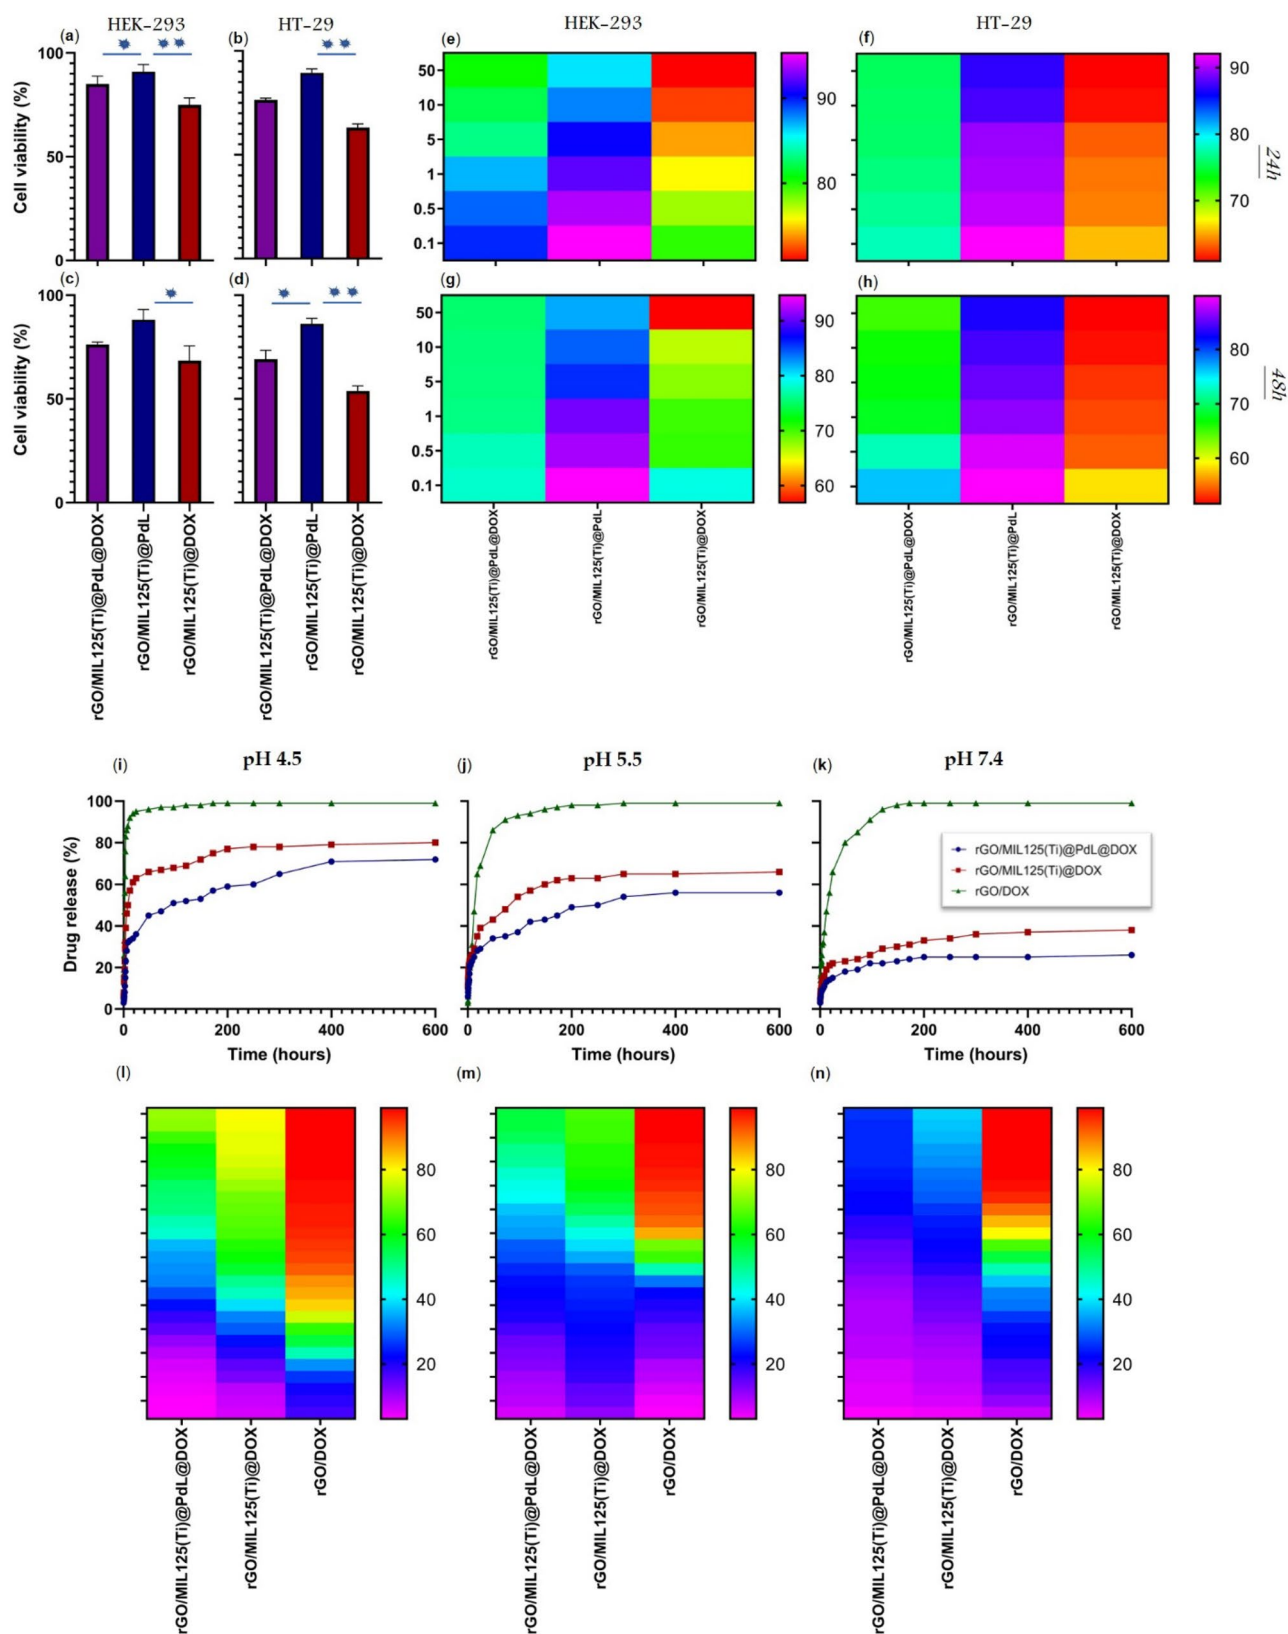 HEK-293
HT-29
HEK-293
HT-29
(a)
(b)
(e)
(f)
Cell viability (%)
100
50
0
50
10
5
1
0.5
0.1
90
80
90
80
70
24h
(c)
(d)
(g)
(h)
Cell viability (%)
100
50
0
50
10
5
1
0.5
0.1
90
80
70
60
80
70
60
48h
rGO/MIL125(Ti)@PdL@DOX
rGO/MIL125(Ti)@PdL
rGO/MIL125(Ti)@DOX
rGO/MIL125(Ti)@PdL@DOX
rGO/MIL125(Ti)@PdL
rGO/MIL125(Ti)@DOX
rGO/MIL125(Ti)@PdL@DOX
rGO/MIL125(Ti)@PdL
rGO/MIL125(Ti)@DOX
rGO/MIL125(Ti)@PdL@DOX
rGO/MIL125(Ti)@PdL
rGO/MIL125(Ti)@DOX
(i)
pH 4.5
(j)
pH 5.5
(k)
pH 7.4
Drug release (%)
100
80
60
40
20
0
0 200 400 600
0 200 400 600
0 200 400 600
Time (hours)
Time (hours)
Time (hours)
rGO/MIL125(Ti)@PdL@DOX
rGO/MIL125(Ti)@DOX
rGO/DOX
(l)
(m)
(n)
80
60
40
20
80
60
40
20
80
60
40
20
rGO/MIL125(Ti)@PdL@DOX
rGO/MIL125(Ti)@DOX
rGO/DOX
rGO/MIL125(Ti)@PdL@DOX
rGO/MIL125(Ti)@DOX
rGO/DOX
rGO/MIL125(Ti)@PdL@DOX
rGO/MIL125(Ti)@DOX
rGO/DOX